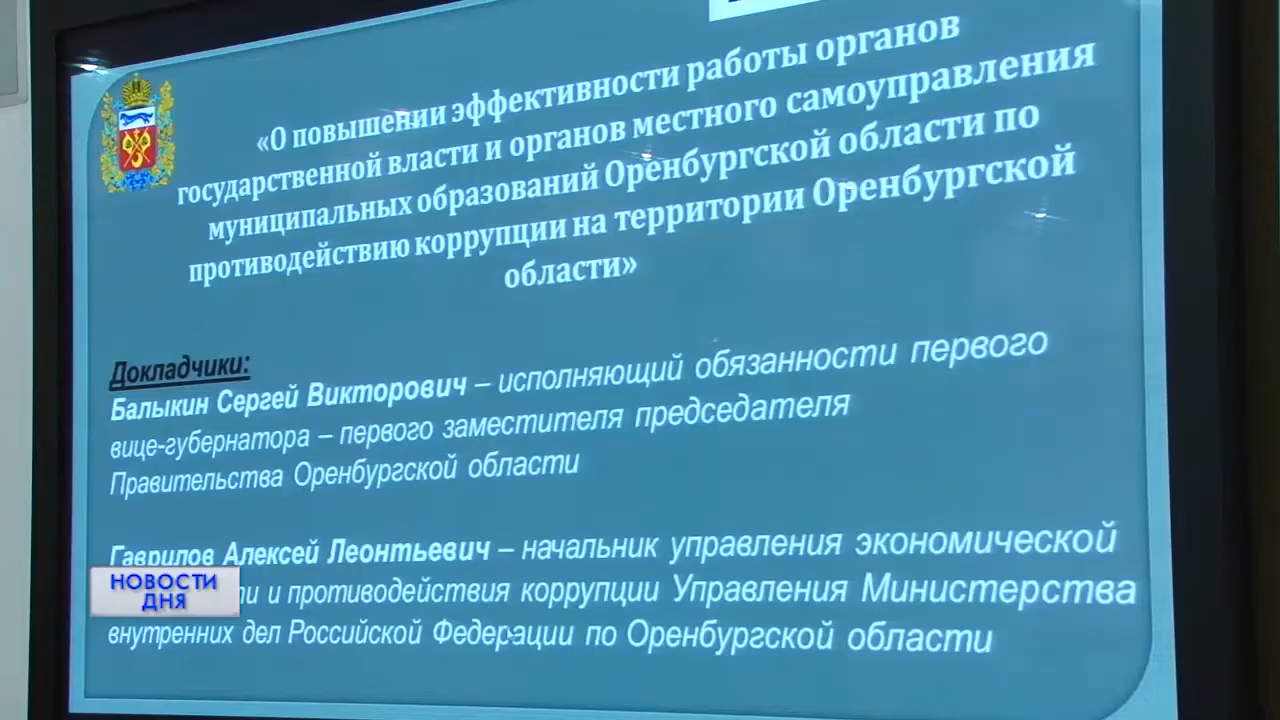 «О повышении эффективности работы органов
государственной власти и органов местного самоуправления
муниципальных образований Оренбургской области по
противодействию коррупции на территории Оренбургской
области»
Докладчики:
Балыкин Сергей Викторович – исполняющий обязанности первого
вице-губернатора – первого заместителя председателя
Правительства Оренбургской области
Гаврилов Алексей Леонтьевич – начальник управления экономической
и противодействия коррупции Управления Министерства
внутренних дел Российской Федерации по Оренбургской области
НОВОСТИ
ДНЯ